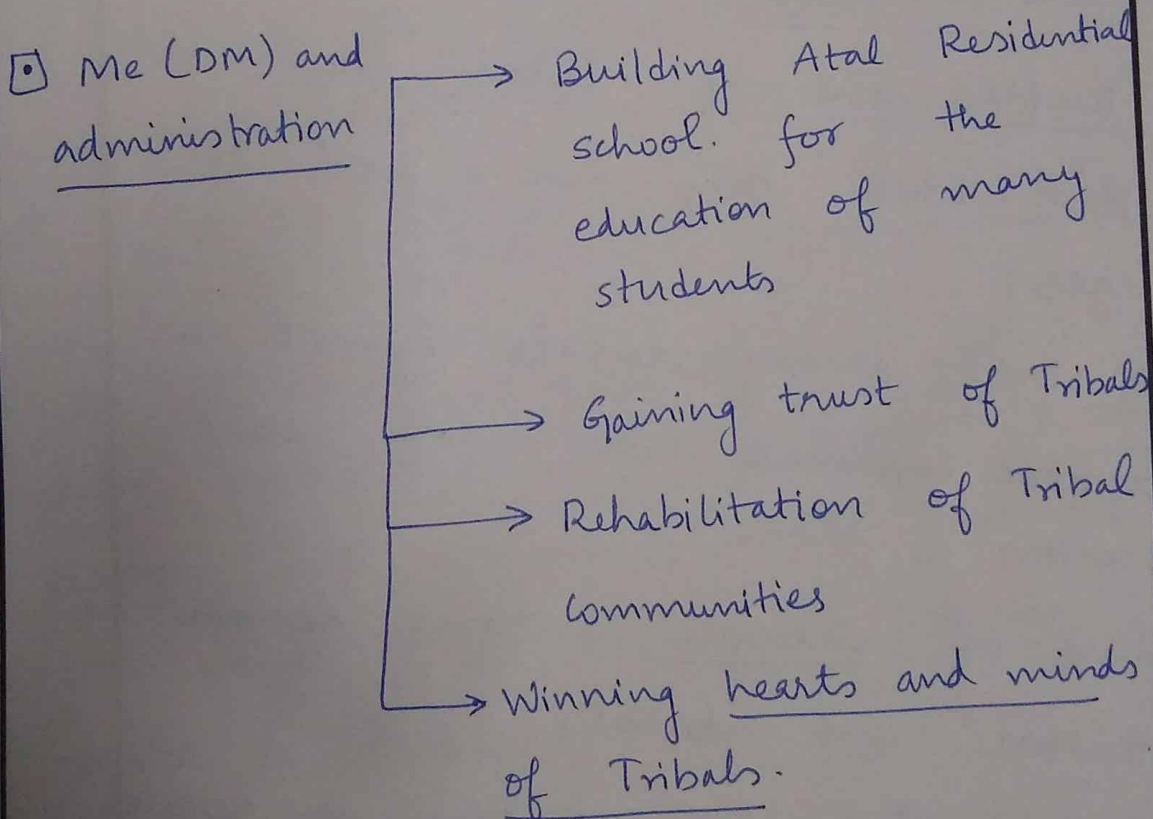 Me (DM) and
administration
Building Atal Residential
school. for the
education of many
students
Gaining trust of Tribals
Rehabilitation of Tribal
communities
Winning hearts and minds
of Tribals.